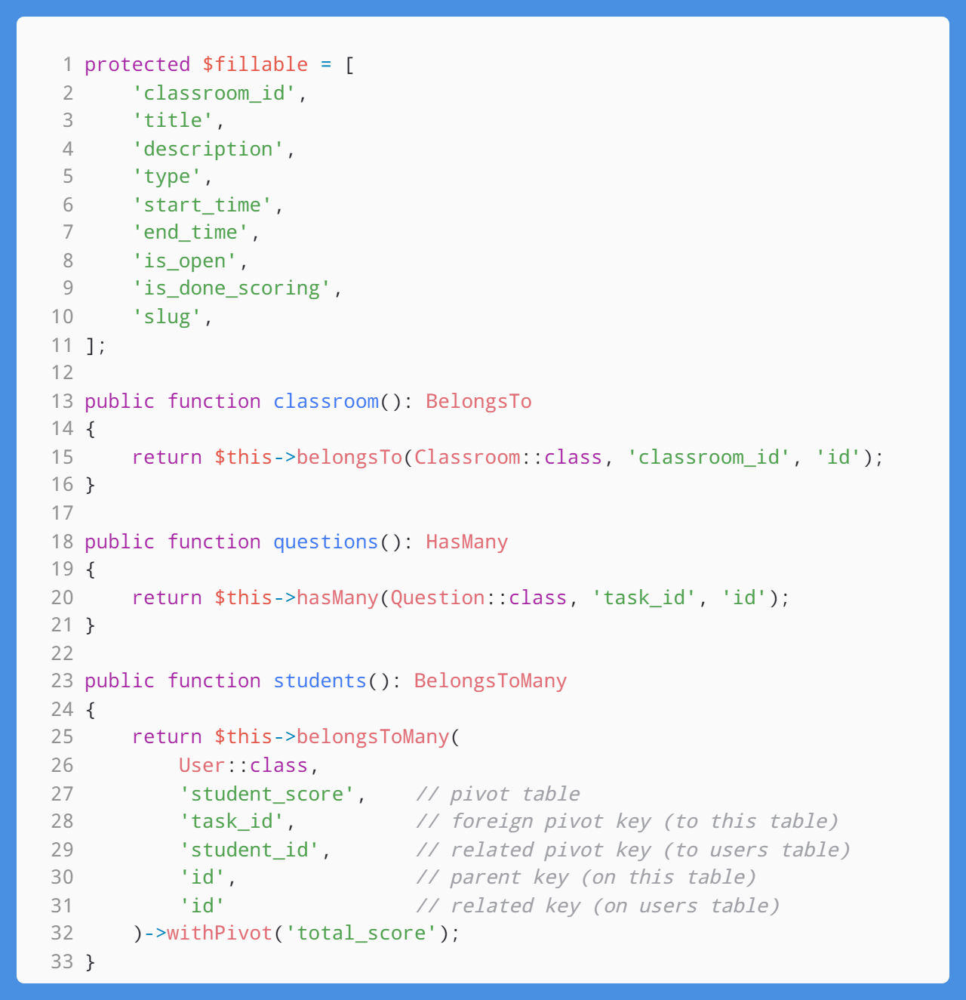 1 protected $fillable = [
2     'classroom_id',
3     'title',
4     'description',
5     'type',
6     'start_time',
7     'end_time',
8     'is_open',
9     'is_done_scoring',
10     'slug',
11 ];
12
13 public function classroom(): BelongsTo
14 {
15     return $this->belongsTo(Classroom::class, 'classroom_id', 'id');
16 }
17
18 public function questions(): HasMany
19 {
20     return $this->hasMany(Question::class, 'task_id', 'id');
21 }
22
23 public function students(): BelongsToMany
24 {
25     return $this->belongsToMany(
26         User::class,
27         'student_score',    // pivot table
28         'task_id',          // foreign pivot key (to this table)
29         'student_id',       // related pivot key (to users table)
30         'id',               // parent key (on this table)
31         'id'                // related key (on users table)
32     )->withPivot('total_score');
33 }